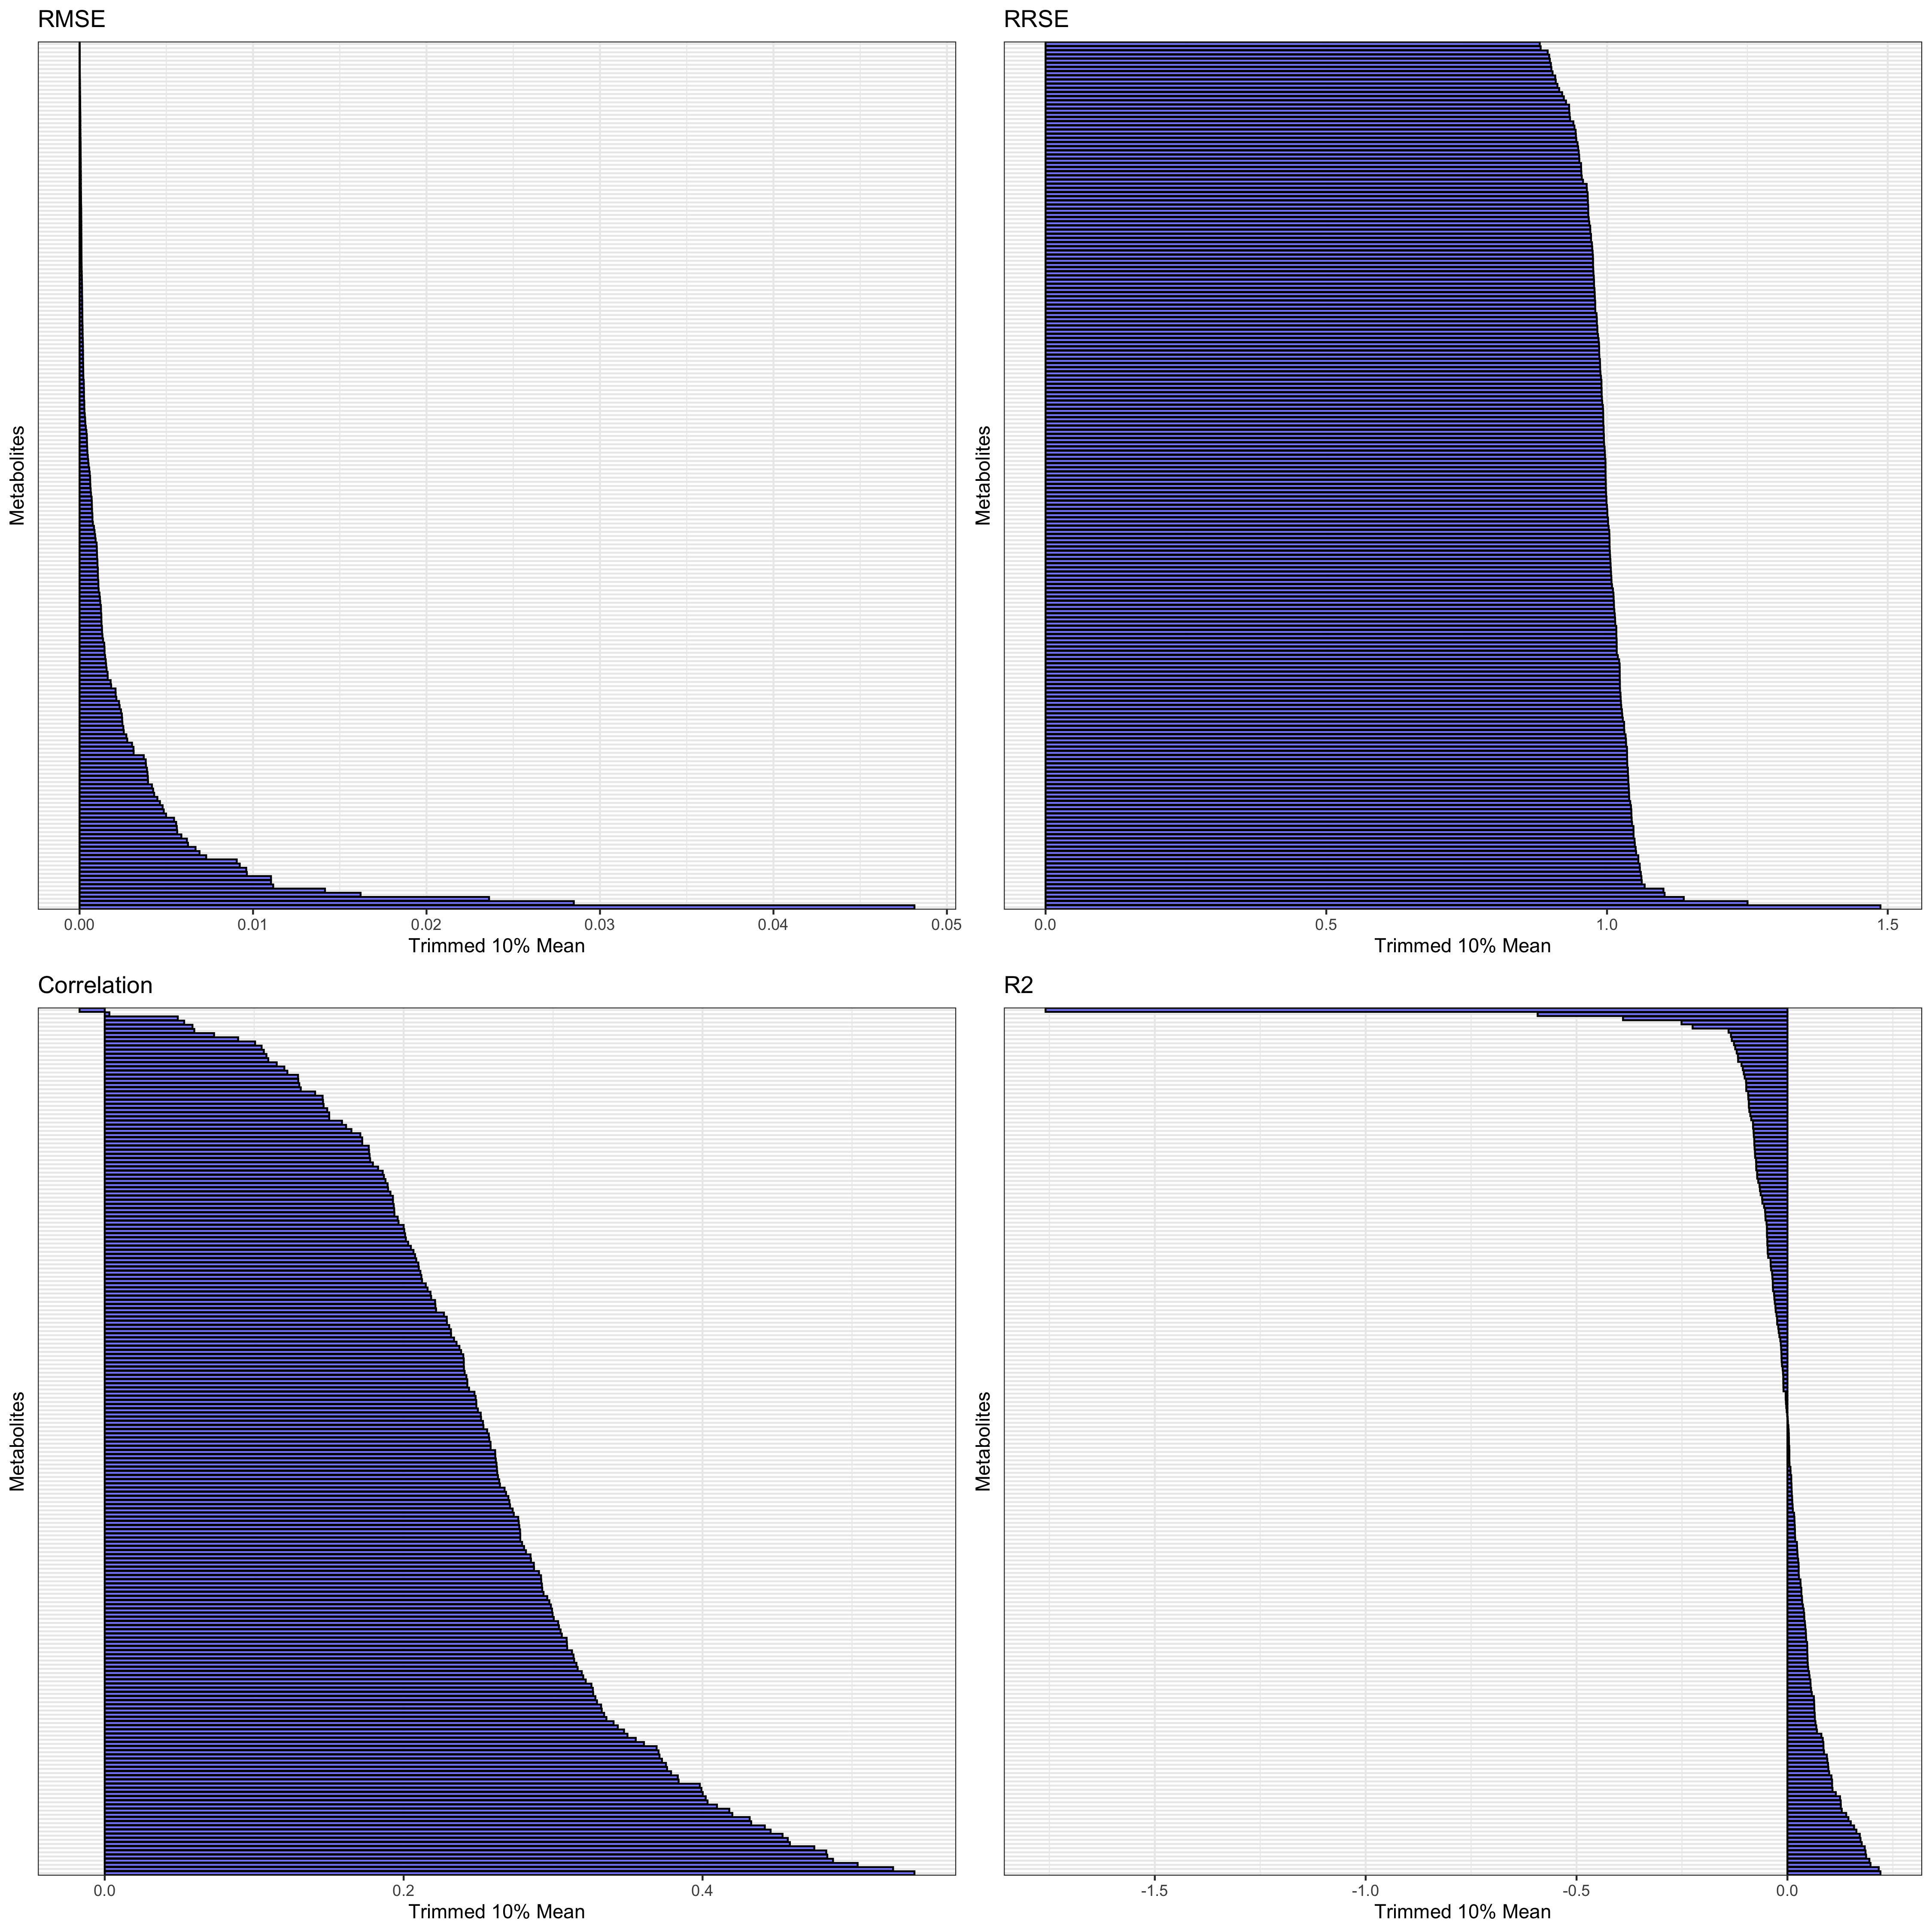 RMSE
Metabolites
0.00 0.01 0.02 0.03 0.04 0.05
Trimmed 10% Mean
RRSE
Metabolites
0.0 0.5 1.0 1.5
Trimmed 10% Mean
Correlation
Metabolites
0.0 0.2 0.4
Trimmed 10% Mean
R2
Metabolites
-1.5 -1.0 -0.5 0.0
Trimmed 10% Mean